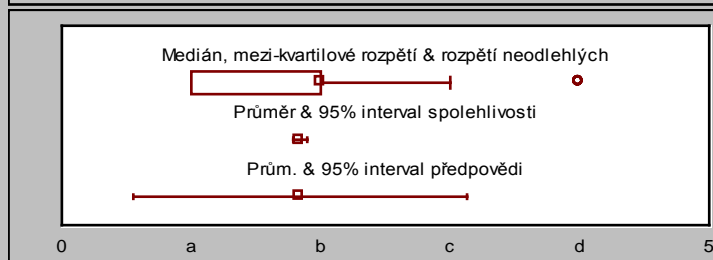 Medián, mezi-kvartilové rozpětí & rozpětí neodlehlých
Průměr & 95% interval spolehlivosti
Prům. & 95% interval předpovědi
0 a b c d 5